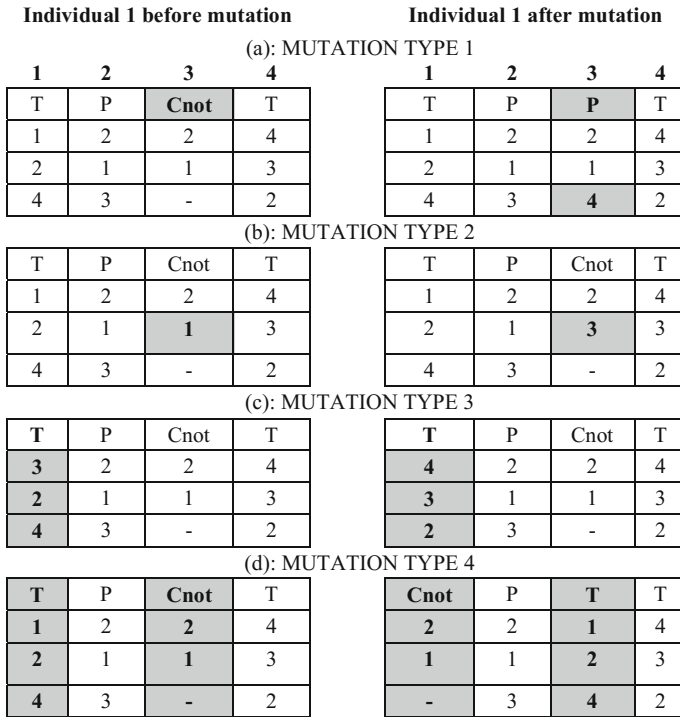 Individual 1 before mutation Individual 1 after mutation
(a): MUTATION TYPE 1
1 2 3 4 1 2 3 4
T P Cnot T T P P T
1 2 2 4 1 2 2 4
2 1 1 3 2 1 1 3
4 3 - 2 4 3 4 2
(b): MUTATION TYPE 2
T P Cnot T T P Cnot T
1 2 2 4 1 2 2 4
2 1 1 3 2 1 3 3
4 3 - 2 4 3 - 2
(c): MUTATION TYPE 3
T P Cnot T T P Cnot T
3 2 2 4 4 2 2 4
2 1 1 3 3 1 1 3
4 3 - 2 2 3 - 2
(d): MUTATION TYPE 4
T P Cnot T Cnot P T T
1 2 2 4 2 2 1 4
2 1 1 3 1 1 2 3
4 3 - 2 - 3 4 2